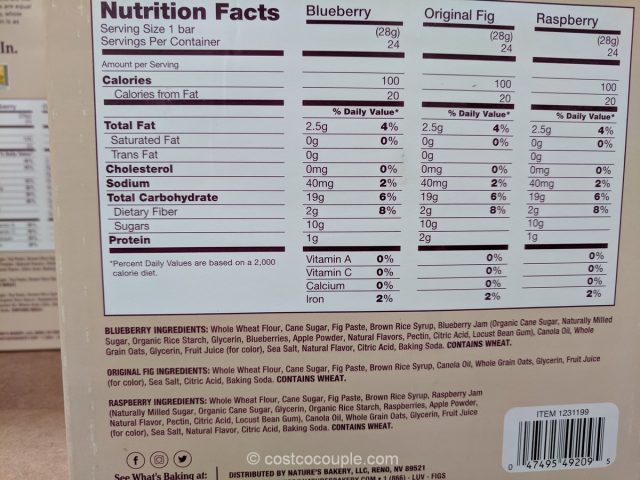 Nutrition Facts Blueberry Original Fig Raspberry
Serving Size 1 bar (28g) (28g) (28g)
Servings Per Container 24 24 24
Amount per Serving
Calories 100 100 100
Calories from Fat 20 20 20
% Daily Value* % Daily Value* % Daily Value*
Total Fat 2.5g 4% 2.5g 4% 2.5g 4%
Saturated Fat 0g 0% 0g 0% 0g 0%
Trans Fat 0g 0g 0g
Cholesterol 0mg 0% 0mg 0% 0mg 0%
Sodium 40mg 2% 40mg 2% 40mg 2%
Total Carbohydrate 19g 6% 19g 6% 19g 6%
Dietary Fiber 2g 8% 2g 8% 2g 8%
Sugars 10g 10g 10g
Protein 1g 2g 1g
Vitamin A 0% 0% 0%
Vitamin C 0% 0% 0%
Calcium 0% 0% 0%
Iron 2% 2% 2%
*Percent Daily Values are based on a 2,000
calorie diet.
BLUEBERRY INGREDIENTS: Whole Wheat Flour, Cane Sugar, Fig Paste, Brown Rice Syrup, Blueberry Jam (Organic Cane Sugar, Naturally Milled
Sugar, Organic Rice Starch, Glycerin, Blueberries, Apple Powder, Natural Flavors, Pectin, Citric Acid, Locust Bean Gum), Canola Oil, Whole
Grain Oats, Glycerin, Fruit Juice (for color), Sea Salt, Natural Flavor, Citric Acid, Baking Soda. CONTAINS WHEAT.
ORIGINAL FIG INGREDIENTS: Whole Wheat Flour, Cane Sugar, Fig Paste, Brown Rice Syrup, Canola Oil, Whole Grain Oats, Glycerin, Fruit Juice
(for color), Sea Salt, Citric Acid, Baking Soda. CONTAINS WHEAT.
RASPBERRY INGREDIENTS: Whole Wheat Flour, Cane Sugar, Fig Paste, Brown Rice Syrup, Raspberry Jam
(Naturally Milled Sugar, Organic Cane Sugar, Glycerin, Organic Rice Starch, Raspberries, Apple Powder,
Natural Flavors, Pectin, Citric Acid, Locust Bean Gum), Canola Oil, Whole Grain Oats, Glycerin, Fruit Juice
(for color), Sea Salt, Natural Flavor, Citric Acid, Baking Soda. CONTAINS WHEAT.
ITEM 1231199
0 47495 49209 5
© costcocouple.com
See What's Baking at:
DISTRIBUTED BY NATURE'S BAKERY, LLC, RENO, NV 89521
LUV - FIGS
In.